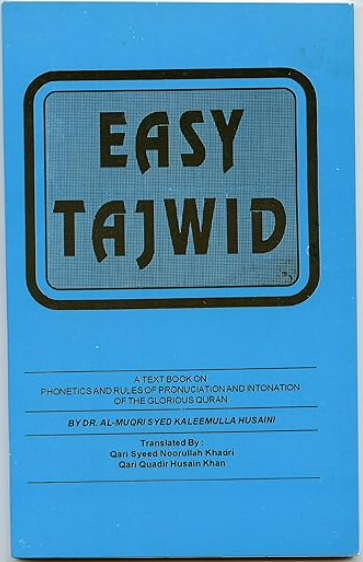 EASY
TAJWID
A TEXT BOOK ON
PHONETICS AND RULES OF PRONUCIATION AND INTONATION
OF THE GLORIOUS QURAN
BY DR. AL-MUQRI SYED KALEEMULLA HUSAINI
Translated By :
Qari Syeed Noorullah Khadri
Qari Quadir Husain Khan